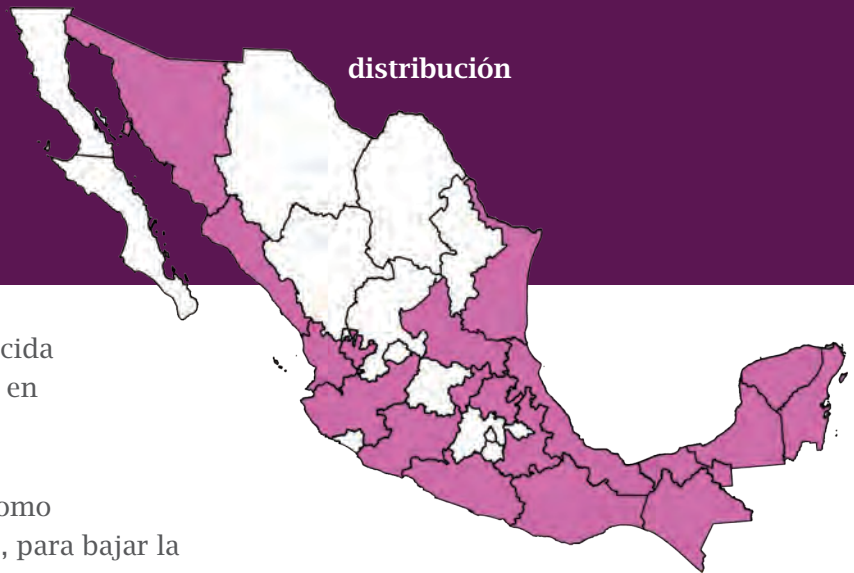 distribución
cida
en
omo
, para bajar la